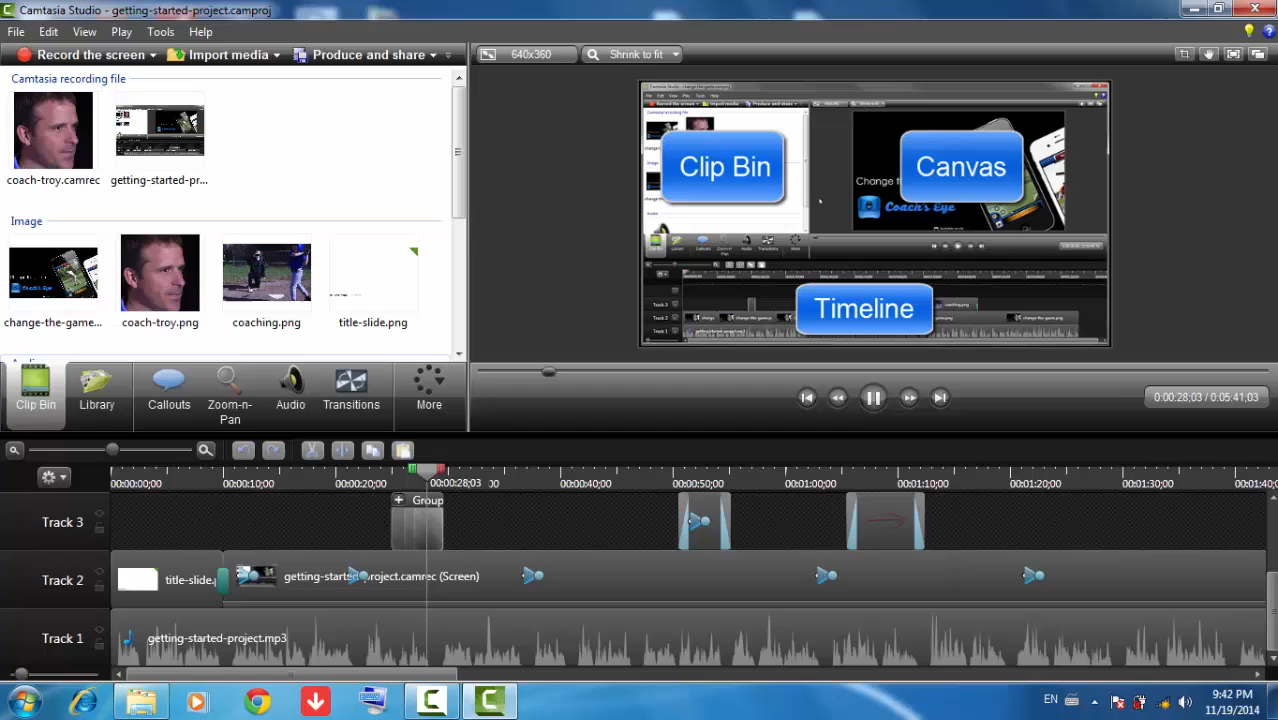 Camtasia Studio - getting-started-project.camproj
File Edit View Play Tools Help
Record the screen Import media Produce and share
640x360 Shrink to fit
Camtasia recording file
coach-troy.camrec getting-started-pr...
Image
change-the-game... coach-troy.png coaching.png title-slide.png
Clip Bin
Canvas
Coach's Eye
Timeline
Clip Bin Library Callouts Zoom-n-Pan Audio Transitions More
0:00:28;03 / 0:05:41;03
00:00:00;00 00:00:10;00 00:00:20;00 00:00:28;03 00:00:40;00 00:00:50;00 00:01:00;00 00:01:10;00 00:01:20;00 00:01:30;00 00:01:40;0
Track 3
+ Group
Track 2
title-slide.p
getting-started-project.camrec (Screen)
Track 1
getting-started-project.mp3
EN
9:42 PM
11/19/2014